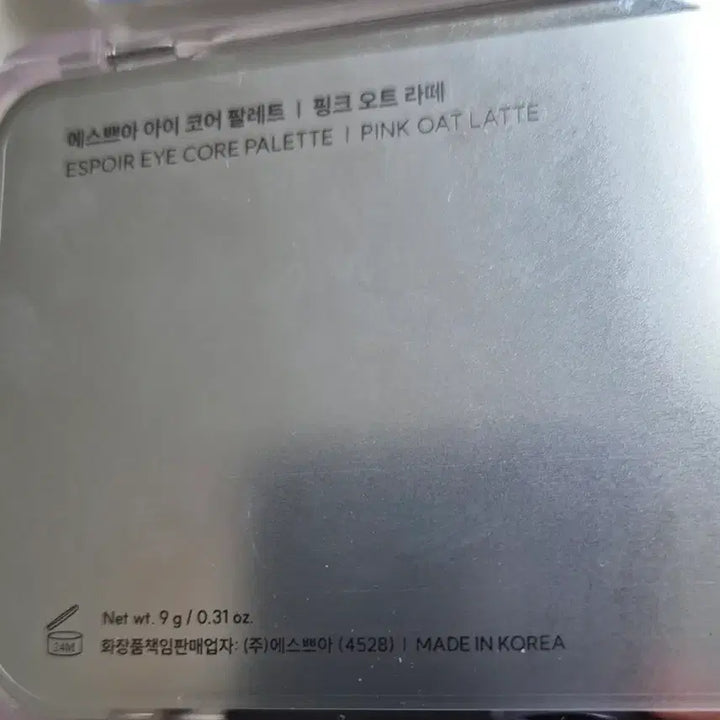 에스쁘아 아이 코어 팔레트 | 핑크 오트 라떼
ESPOIR EYE CORE PALETTE | PINK OAT LATTE
24M
Net wt. 9 g / 0.31 oz.
화장품책임판매업자: (주)에스쁘아 (4528) | MADE IN KOREA